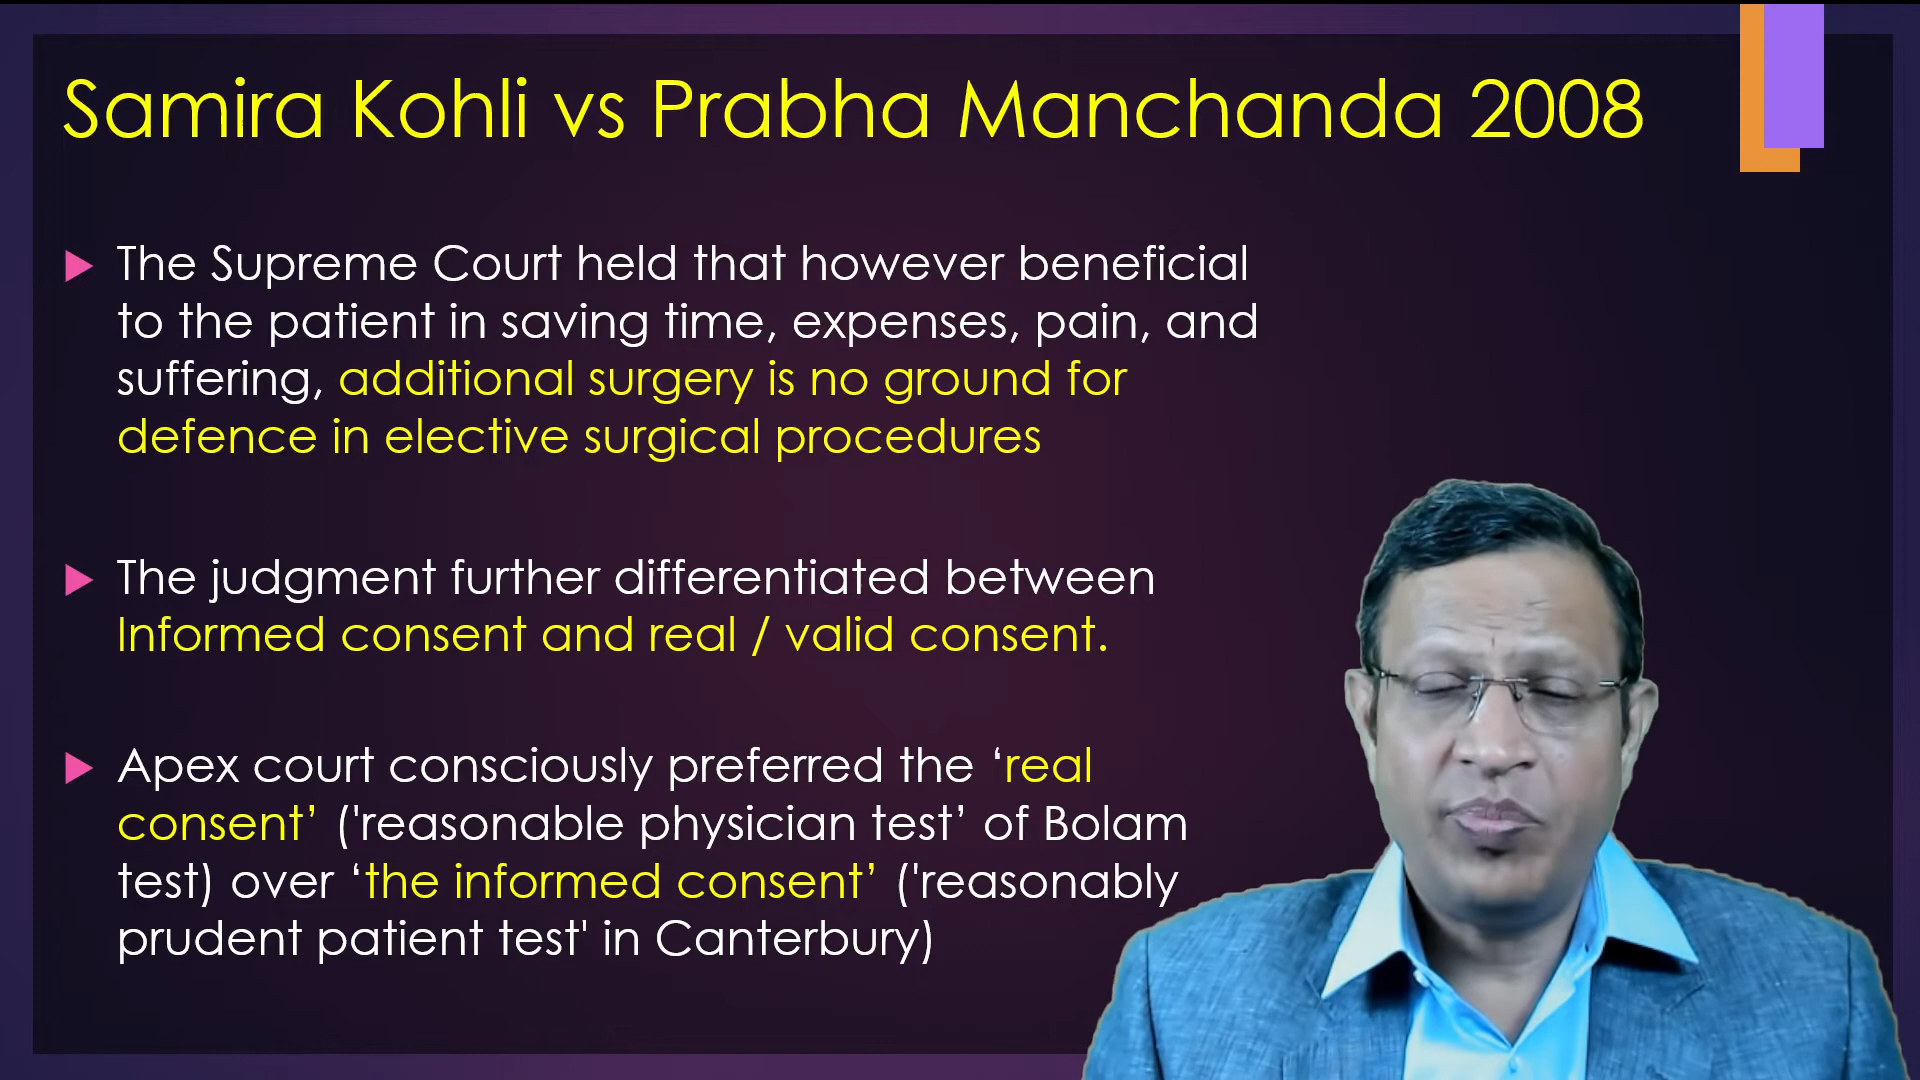 Samira Kohli vs Prabha Manchanda 2008
The Supreme Court held that however beneficial
to the patient in saving time, expenses, pain, and
suffering, additional surgery is no ground for
defence in elective surgical procedures
The judgment further differentiated between
Informed consent and real / valid consent.
Apex court consciously preferred the ‘real
consent’ ('reasonable physician test’ of Bolam
test) over ‘the informed consent’ ('reasonably
prudent patient test' in Canterbury)